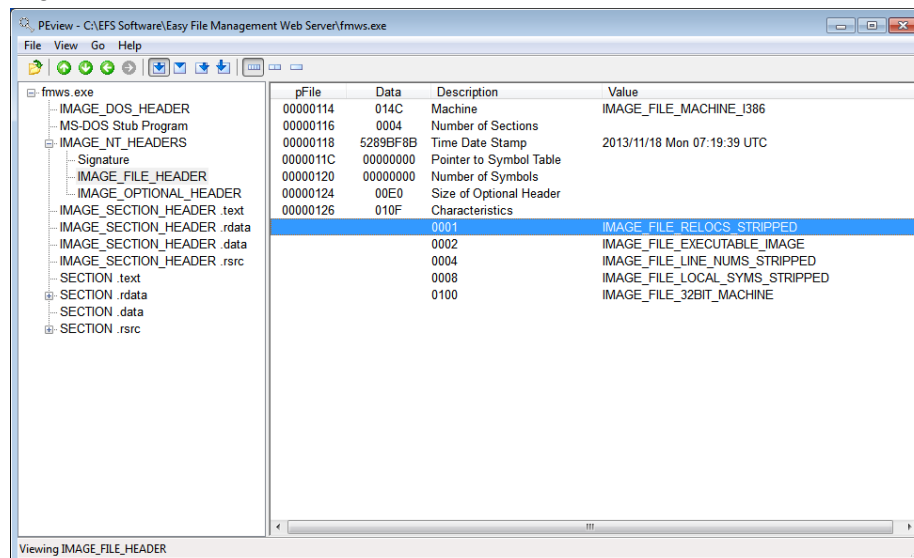 PEview - C:\EFS Software\Easy File Management Web Server\fmws.exe
File View Go Help
fmws.exe
IMAGE_DOS_HEADER
MS-DOS Stub Program
IMAGE_NT_HEADERS
Signature
IMAGE_FILE_HEADER
IMAGE_OPTIONAL_HEADER
IMAGE_SECTION_HEADER .text
IMAGE_SECTION_HEADER .rdata
IMAGE_SECTION_HEADER .data
IMAGE_SECTION_HEADER .rsrc
SECTION .text
SECTION .rdata
SECTION .data
SECTION .rsrc
pFile Data Description Value
00000114 014C Machine IMAGE_FILE_MACHINE_I386
00000116 0004 Number of Sections
00000118 5289BF8B Time Date Stamp 2013/11/18 Mon 07:19:39 UTC
0000011C 00000000 Pointer to Symbol Table
00000120 00000000 Number of Symbols
00000124 00E0 Size of Optional Header
00000126 010F Characteristics
0001 IMAGE_FILE_RELOCS_STRIPPED
0002 IMAGE_FILE_EXECUTABLE_IMAGE
0004 IMAGE_FILE_LINE_NUMS_STRIPPED
0008 IMAGE_FILE_LOCAL_SYMS_STRIPPED
0100 IMAGE_FILE_32BIT_MACHINE
Viewing IMAGE_FILE_HEADER